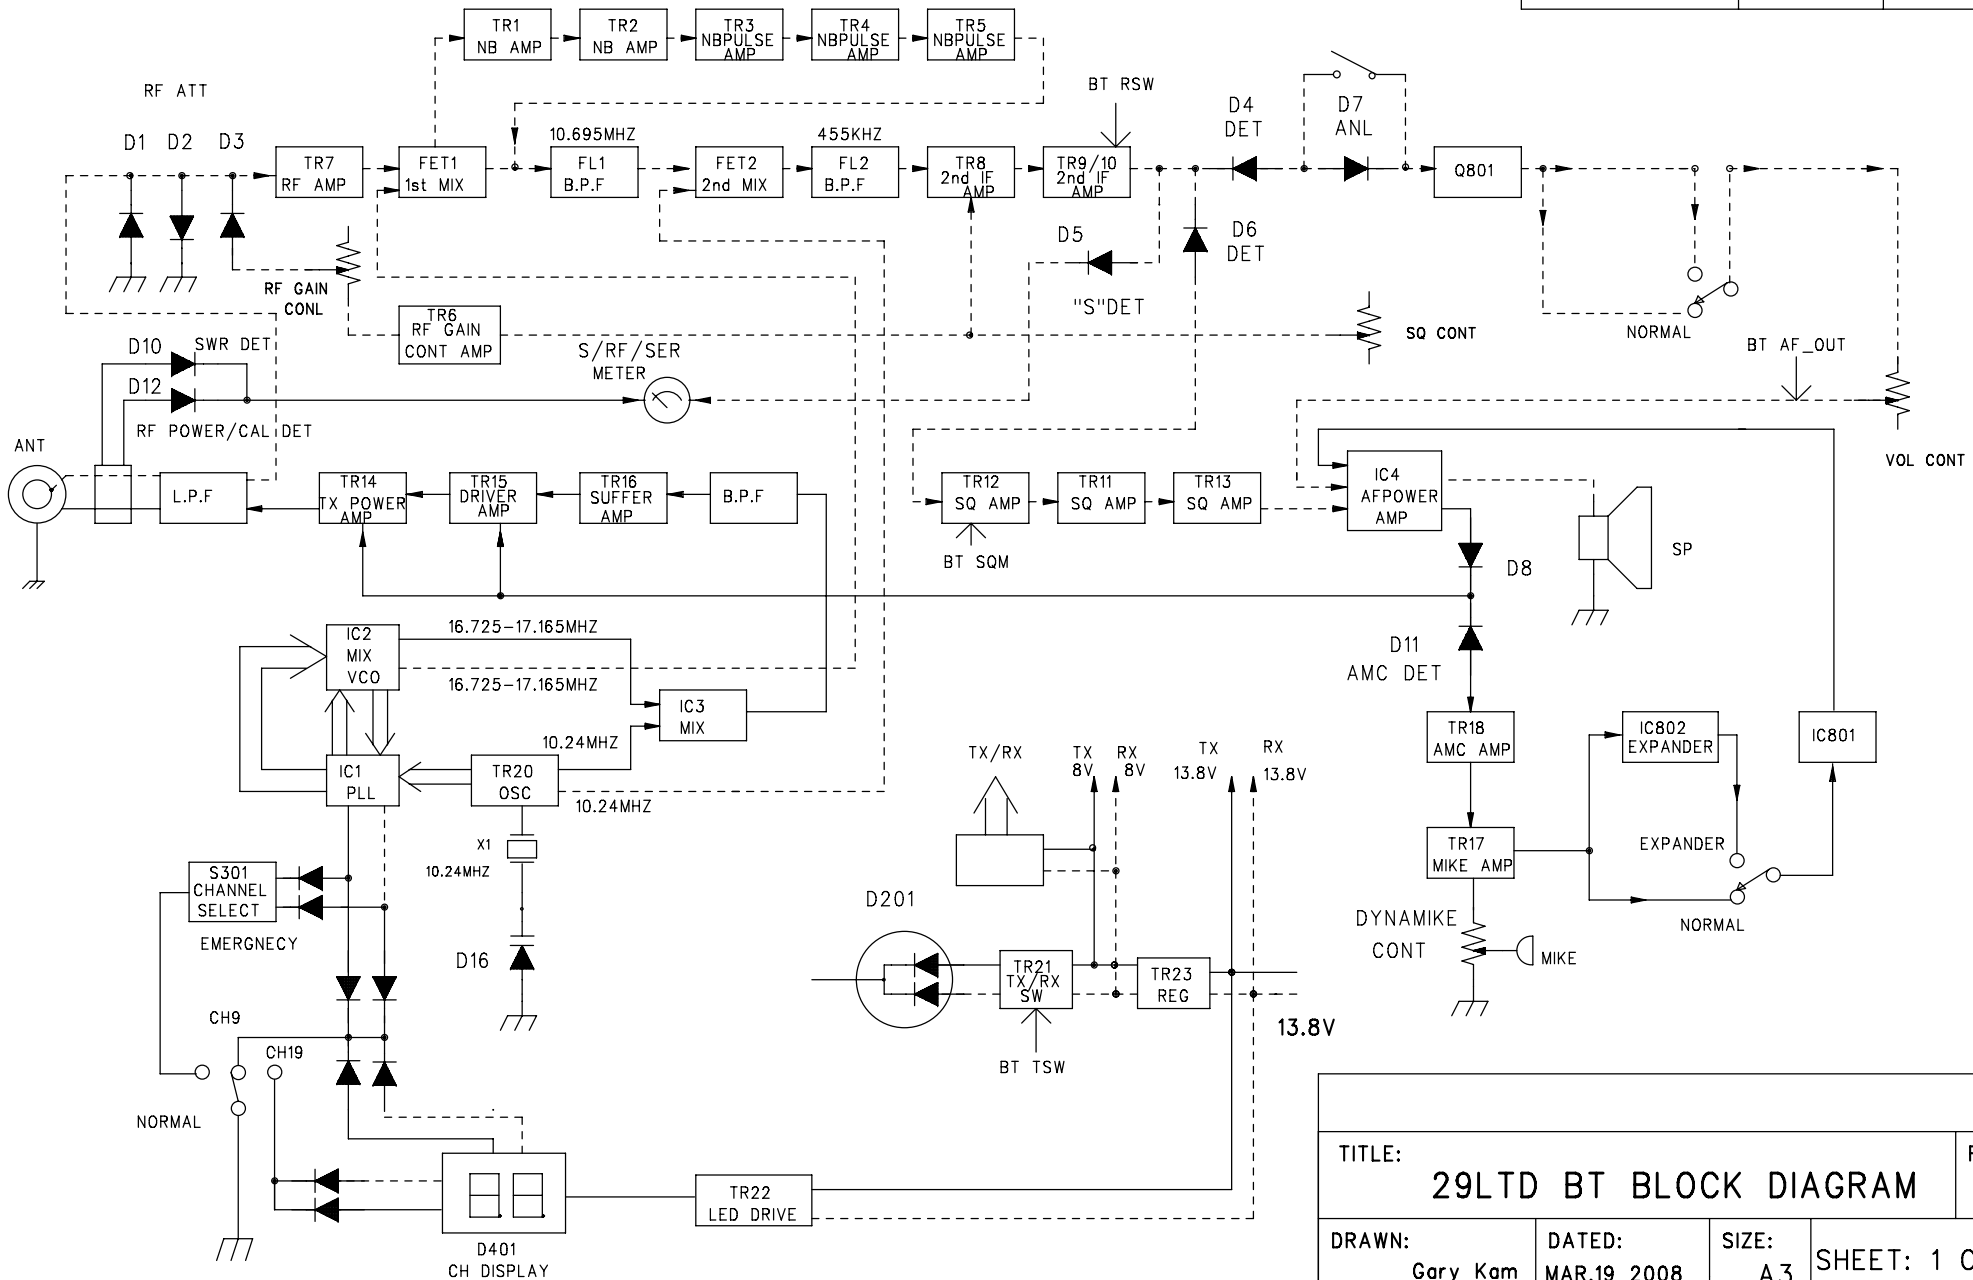 TR1
NB AMP
TR2
NB AMP
TR3
NBPULSE
AMP
TR4
NBPULSE
AMP
TR5
NBPULSE
AMP
RF ATT
BT RSW
D1
D2
D3
TR7
RF AMP
FET1
1st MIX
10.695MHZ
FL1
B.P.F
FET2
2nd MIX
455KHZ
FL2
B.P.F
TR8
2nd IF
AMP
TR9/10
2nd IF
AMP
D4
DET
D7
ANL
Q801
D5
"S"DET
D6
DET
RF GAIN
CONL
TR6
RF GAIN
CONT AMP
SQ CONT
NORMAL
BT AF_OUT
VOL CONT
D10
SWR DET
D12
RF POWER/CAL DET
S/RF/SER
METER
ANT
L.P.F
TR14
TX POWER
AMP
TR15
DRIVER
AMP
TR16
SUFFER
AMP
B.P.F
TR12
SQ AMP
TR11
SQ AMP
TR13
SQ AMP
BT SQM
IC4
AFPOWER
AMP
SP
D8
D11
AMC DET
IC2
MIX
VCO
16.725-17.165MHZ
16.725-17.165MHZ
IC3
MIX
IC1
PLL
TR20
OSC
10.24MHZ
10.24MHZ
X1
10.24MHZ
D16
TX/RX
TX
8V
RX
8V
TX
13.8V
RX
13.8V
TR18
AMC AMP
IC802
EXPANDER
IC801
TR17
MIKE AMP
EXPANDER
NORMAL
DYNAMIKE
CONT
MIKE
S301
CHANNEL
SELECT
EMERGNECY
D201
TR21
TX/RX
SW
TR23
REG
13.8V
BT TSW
CH9
CH19
NORMAL
D401
CH DISPLAY
TR22
LED DRIVE
TITLE:
29LTD BT BLOCK DIAGRAM
DRAWN:
Gary Kam
DATED:
MAR.19 2008
SIZE:
A3
SHEET: 1